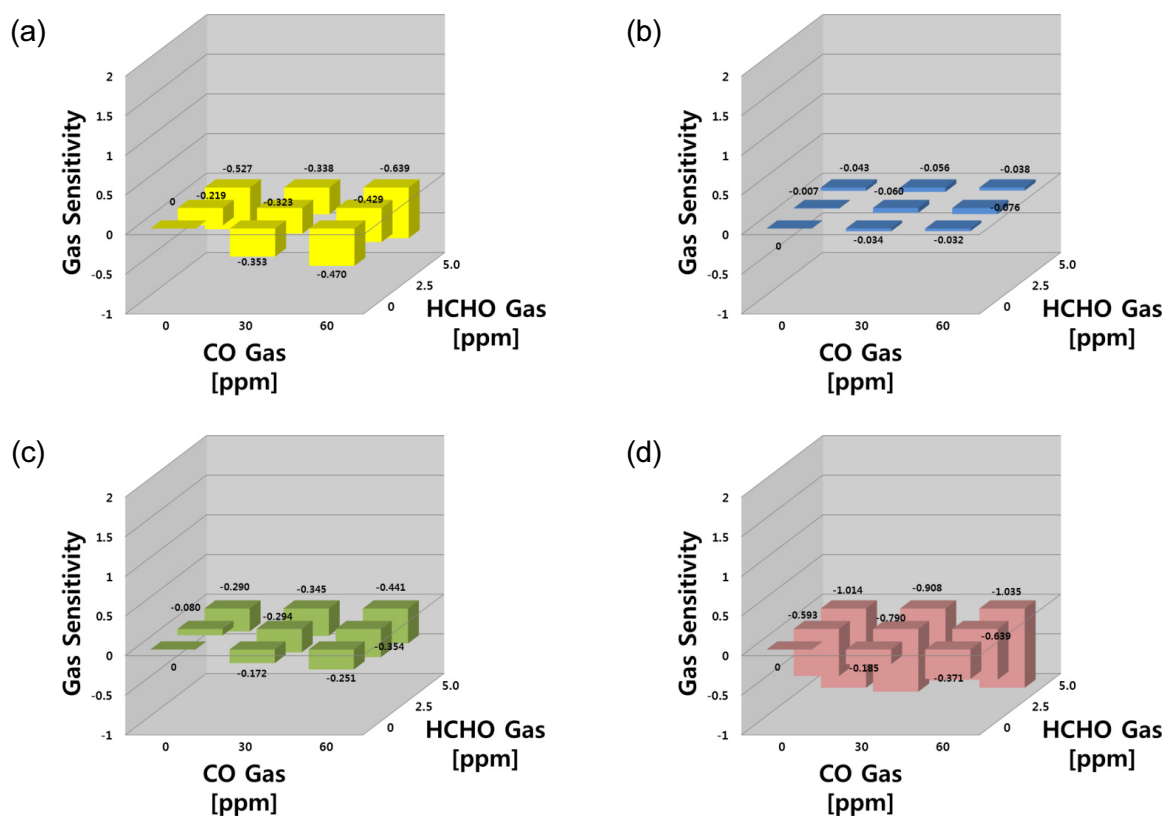 (a)
2
1.5
1
0.5
0
-0.5
-1
Gas Sensitivity
-0.527 -0.338 -0.639
0 -0.219 -0.323 -0.429
-0.353 -0.470
0 30 60
CO Gas
[ppm]
0 2.5 5.0
HCHO Gas
[ppm]
(b)
2
1.5
1
0.5
0
-0.5
-1
Gas Sensitivity
-0.043 -0.056 -0.038
-0.007 -0.060 -0.076
0 -0.034 -0.032
0 30 60
CO Gas
[ppm]
0 2.5 5.0
HCHO Gas
[ppm]
(c)
2
1.5
1
0.5
0
-0.5
-1
Gas Sensitivity
-0.290 -0.345 -0.441
-0.080 -0.294 -0.354
0 -0.172 -0.251
0 30 60
CO Gas
[ppm]
0 2.5 5.0
HCHO Gas
[ppm]
(d)
2
1.5
1
0.5
0
-0.5
-1
Gas Sensitivity
-1.014 -0.908 -1.035
-0.593 -0.790 -0.639
0 -0.185 -0.371
0 30 60
CO Gas
[ppm]
0 2.5 5.0
HCHO Gas
[ppm]